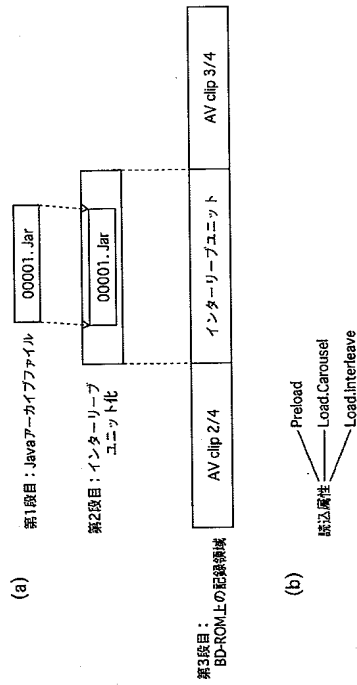 (a)
第1段目：Javaアーカイブファイル
00001. Jar
第2段目：インターリーブ
ユニット化
00001. Jar
第3段目：
BD-ROM上の記録領域
AV clip 2/4
インターリーブユニット
AV clip 3/4
(b)
読込属性
Preload
Load.Carousel
Load.Interleave